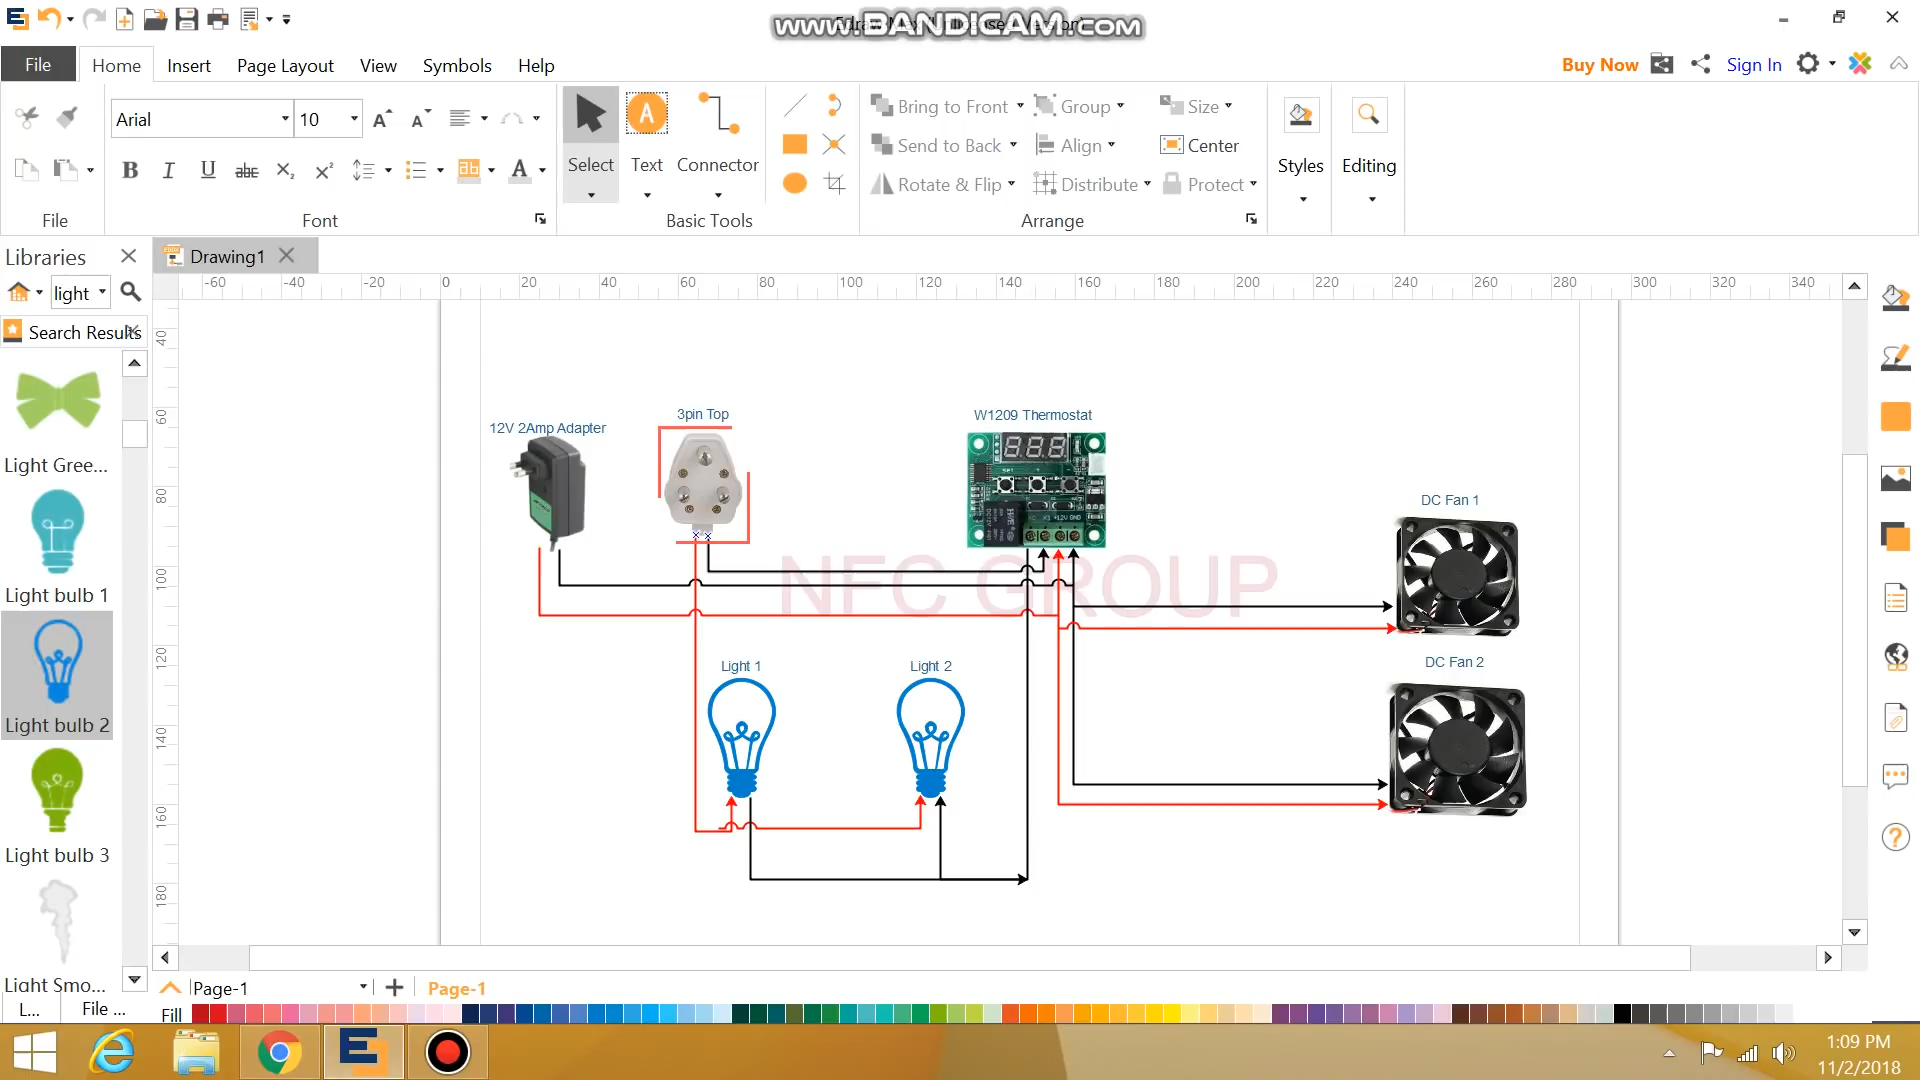 www.BANDICAM.com
File
Home
Insert
Page Layout
View
Symbols
Help
Buy Now
Sign In
Arial
10
Select
Text
Connector
Bring to Front
Group
Size
Send to Back
Align
Center
Rotate & Flip
Distribute
Protect
Styles
Editing
File
Font
Basic Tools
Arrange
Libraries
Drawing1
light
Search Results
-60 -40 -20 0 20 40 60 80 100 120 140 160 180 200 220 240 260 280 300 320 340
40
60
80
100
120
140
160
180
Light Gree...
Light bulb 1
Light bulb 2
Light bulb 3
Light Smo...
12V 2Amp Adapter
3pin Top
W1209 Thermostat
+12V GND
DC Fan 1
NFC GROUP
DC Fan 2
Light 1
Light 2
Page-1
Page-1
L...
File ...
Fill
1:09 PM
11/2/2018